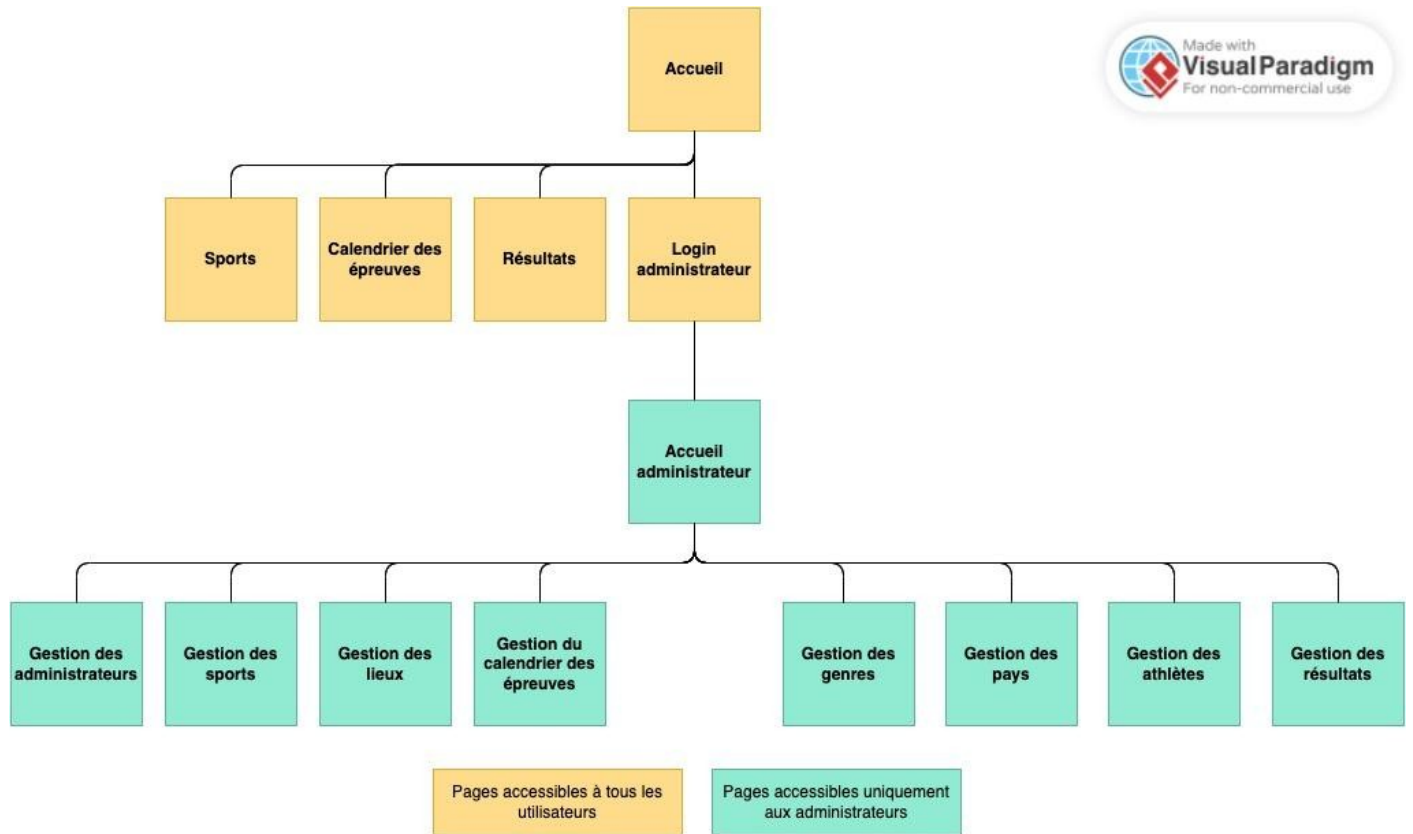 Accueil
Made with
Visual Paradigm
For non-commercial use
Sports
Calendrier des
épreuves
Résultats
Login
administrateur
Accueil
administrateur
Gestion des
administrateurs
Gestion des
sports
Gestion des
lieux
Gestion du
calendrier des
épreuves
Gestion des
genres
Gestion des
pays
Gestion des
athlètes
Gestion des
résultats
Pages accessibles à tous les
utilisateurs
Pages accessibles uniquement
aux administrateurs